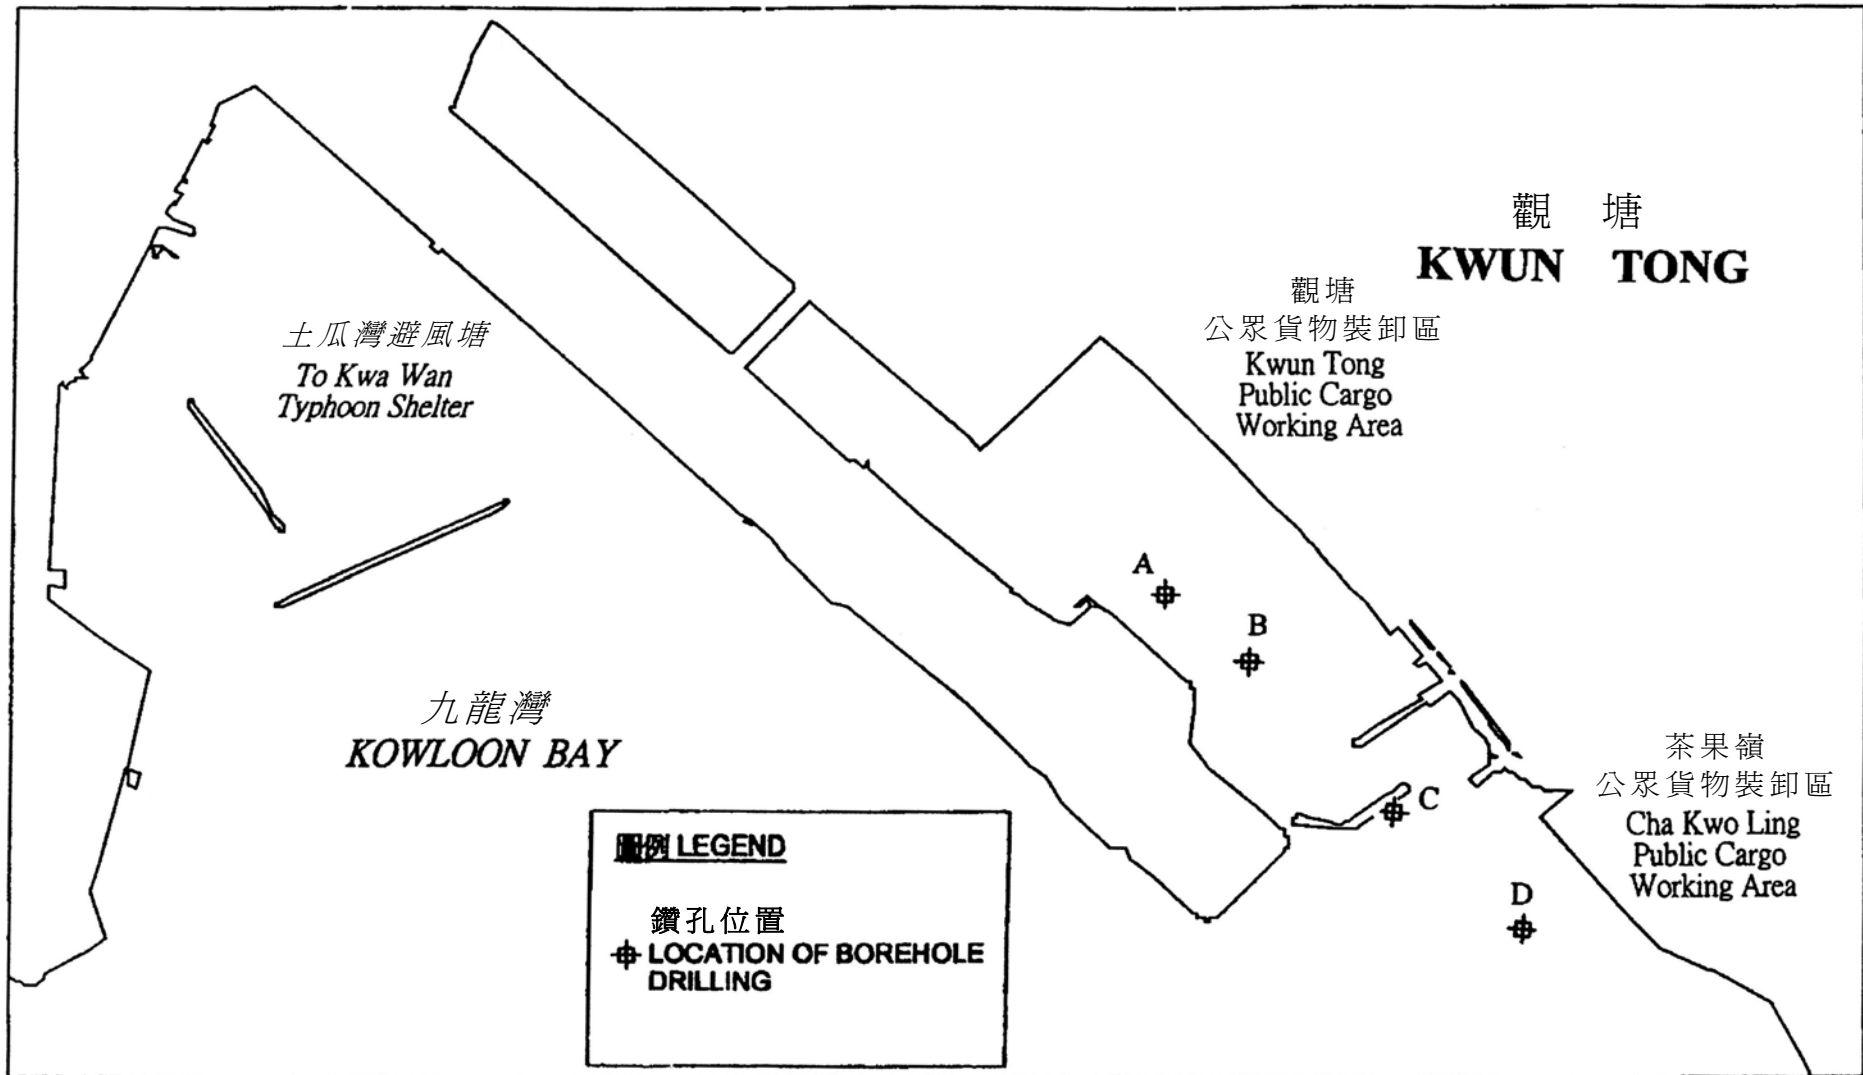 觀 塘
KWUN TONG
觀塘
公眾貨物裝卸區
Kwun Tong
Public Cargo
Working Area
土瓜灣避風塘
To Kwa Wan
Typhoon Shelter
A
B
九龍灣
KOWLOON BAY
茶果嶺
公眾貨物裝卸區
Cha Kwo Ling
Public Cargo
Working Area
C
D
圖例 LEGEND
鑽孔位置
LOCATION OF BOREHOLE
DRILLING